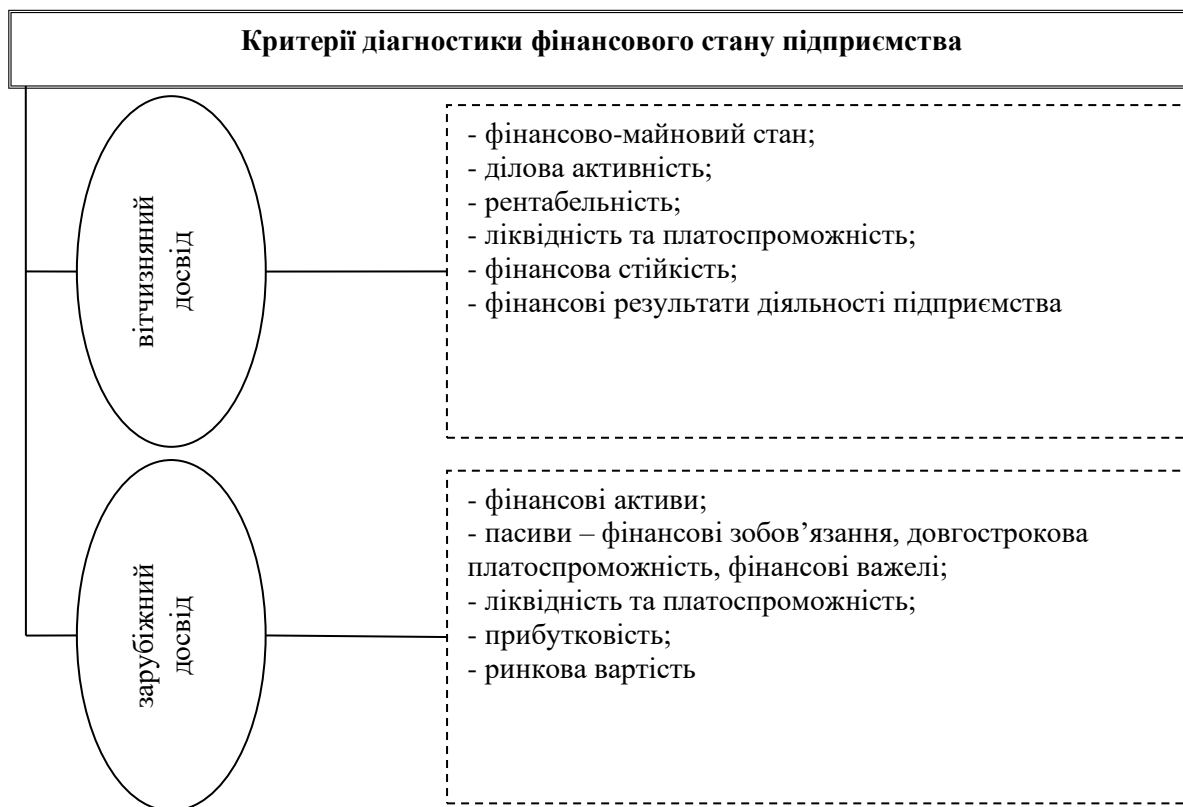 Критерії діагностики фінансового стану підприємства
вітчизняний
досвід
- фінансово-майновий стан;
- ділова активність;
- рентабельність;
- ліквідність та платоспроможність;
- фінансова стійкість;
- фінансові результати діяльності підприємства
зарубіжний
досвід
- фінансові активи;
- пасиви – фінансові зобов’язання, довгострокова
платоспроможність, фінансові важелі;
- ліквідність та платоспроможність;
- прибутковість;
- ринкова вартість